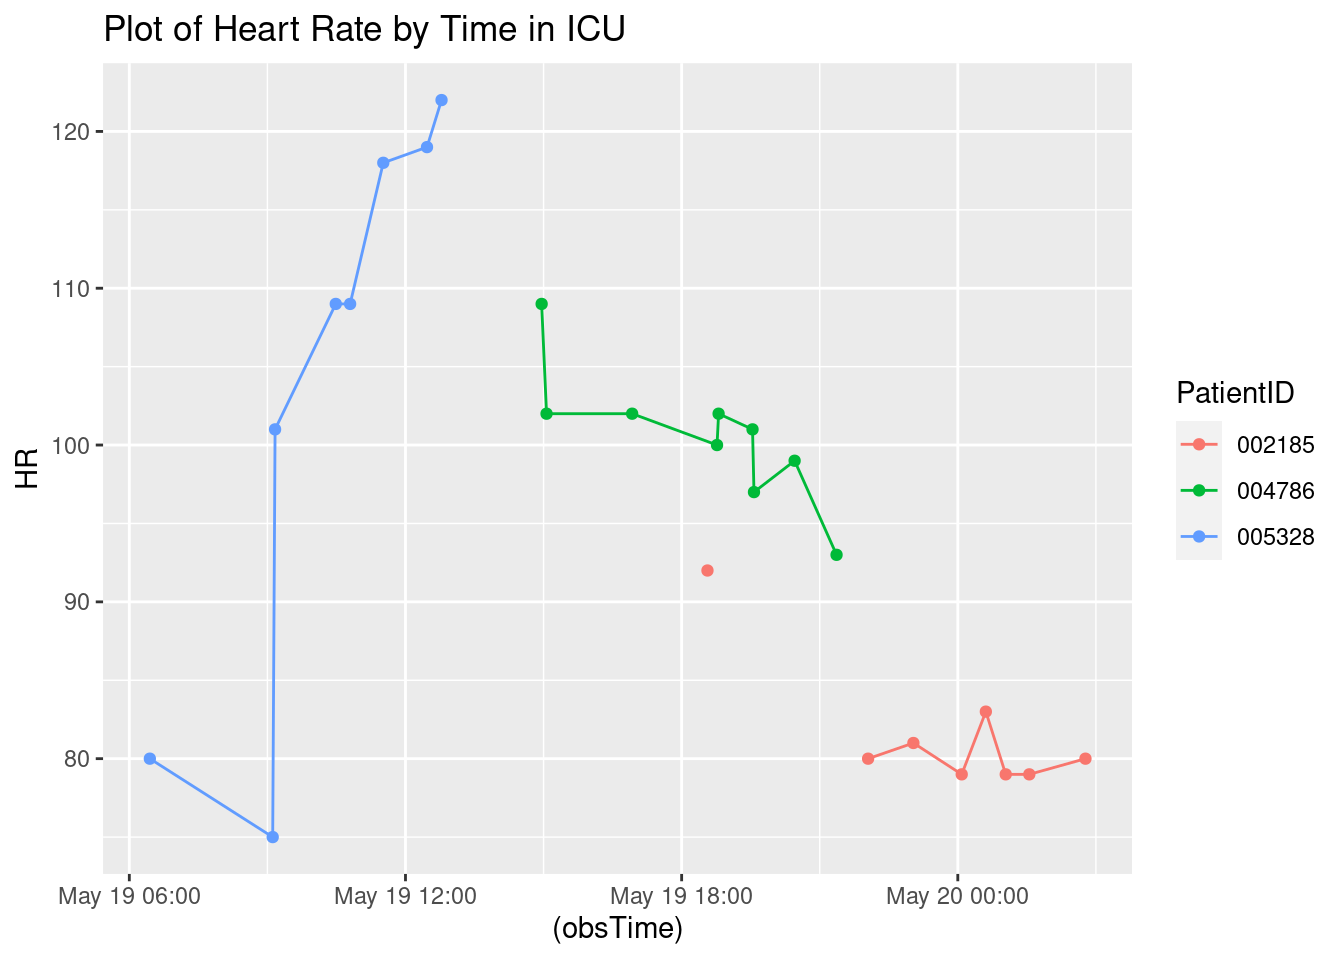 Plot of Heart Rate by Time in ICU
120
110
100
90
80
HR
May 19 06:00
May 19 12:00
May 19 18:00
May 20 00:00
(obsTime)
PatientID
002185
004786
005328